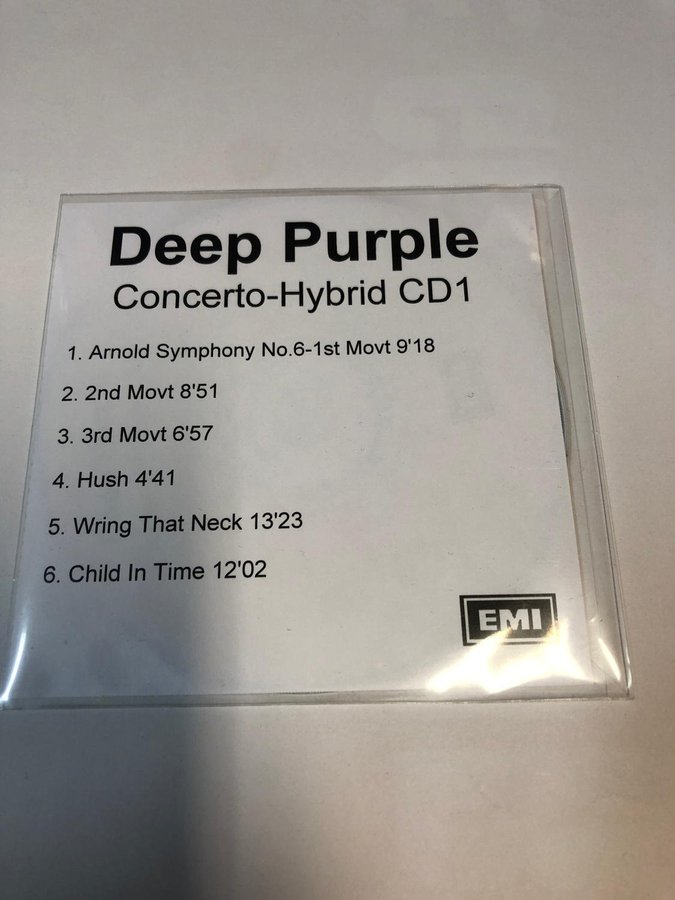 Deep Purple
Concerto-Hybrid CD1
1. Arnold Symphony No.6-1st Movt 9'18
2. 2nd Movt 8'51
3. 3rd Movt 6'57
4. Hush 4'41
5. Wring That Neck 13'23
6. Child In Time 12'02
EMI